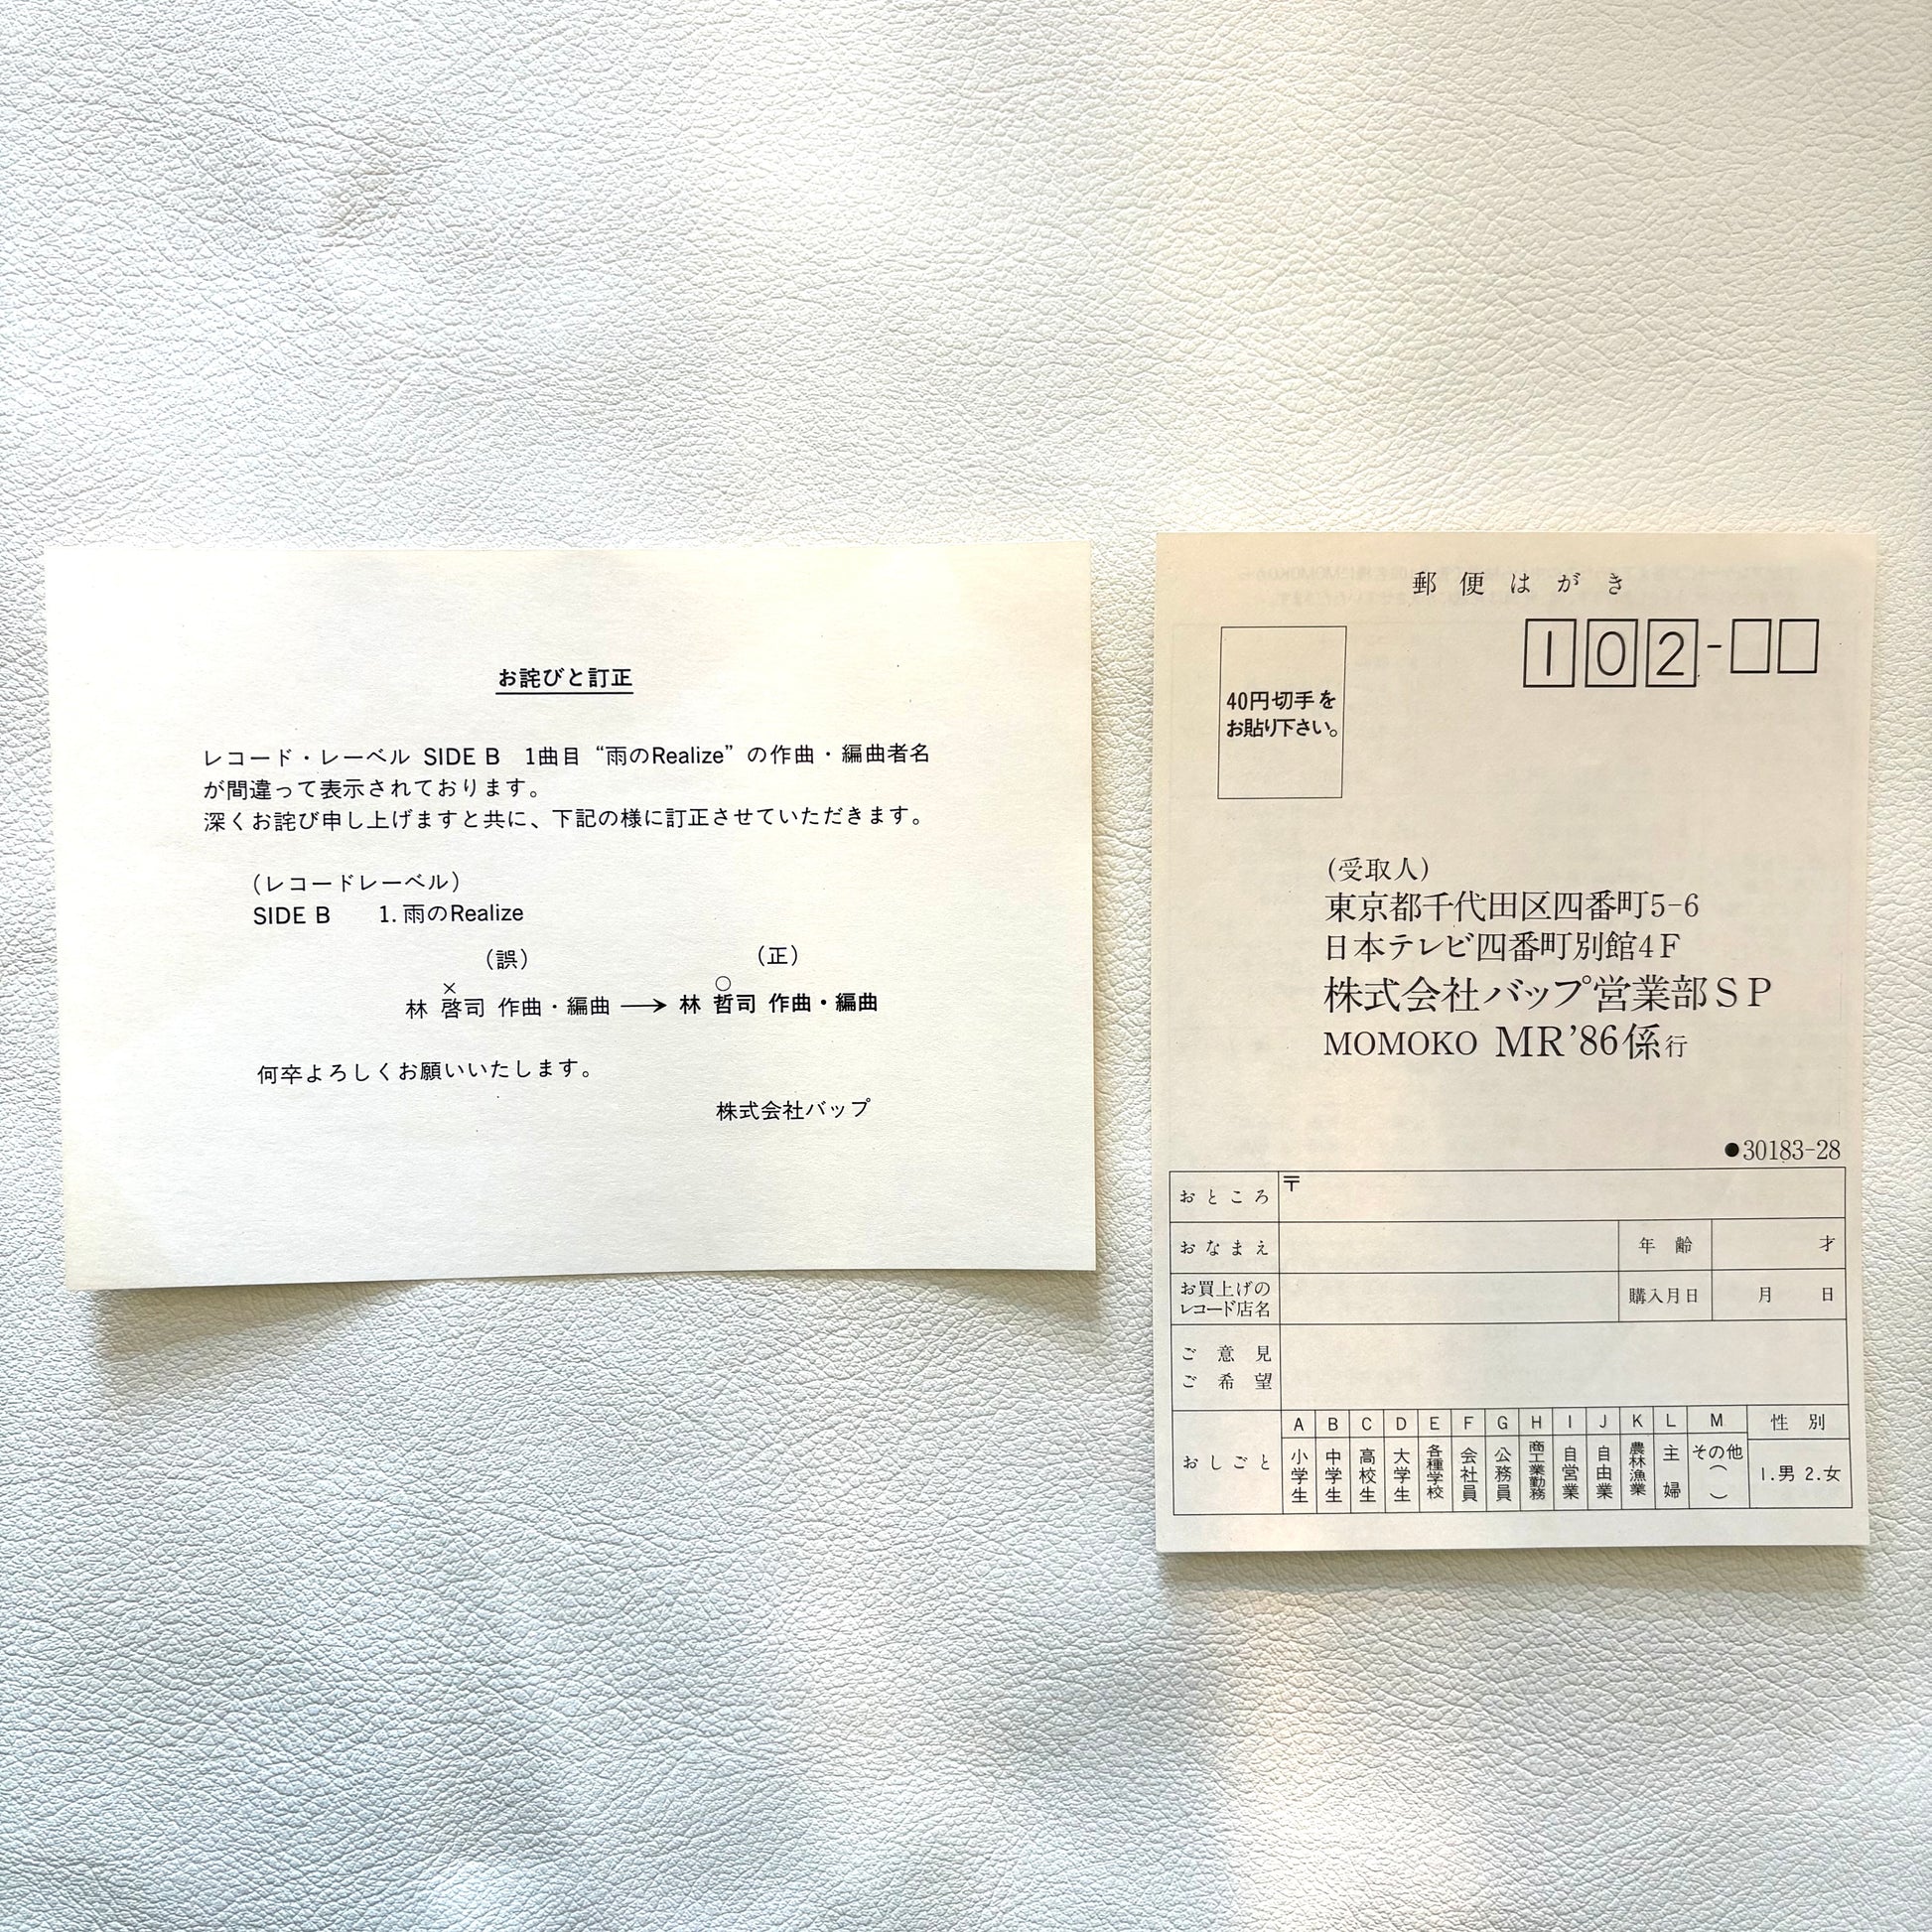 お詫びと訂正
レコード・レーベル SIDE B 1曲目 “雨のRealize” の作曲・編曲者名
が間違って表示されております。
深くお詫び申し上げますと共に、下記の様に訂正させていただきます。
(レコードレーベル)
SIDE B 1. 雨のRealize
(誤) (正)
× ○
林 啓司 作曲・編曲 → 林 哲司 作曲・編曲
何卒よろしくお願いいたします。
株式会社バップ
郵便はがき
102-
40円切手を
お貼り下さい。
(受取人)
東京都千代田区四番町5-6
日本テレビ四番町別館4F
株式会社バップ営業部SP
MOMOKO MR’86係行
●30183-28
おところ 〒
おなまえ 年齢 才
お買上げの
レコード店名 購入月日 月 日
ご意見
ご希望
おしごと
A 小学生
B 中学生
C 高校生
D 大学生
E 各種学校
F 会社員
G 公務員
H 商工業勤務
I 自営業
J 自由業
K 農林漁業
L 主婦
M その他( )
性別
1.男 2.女